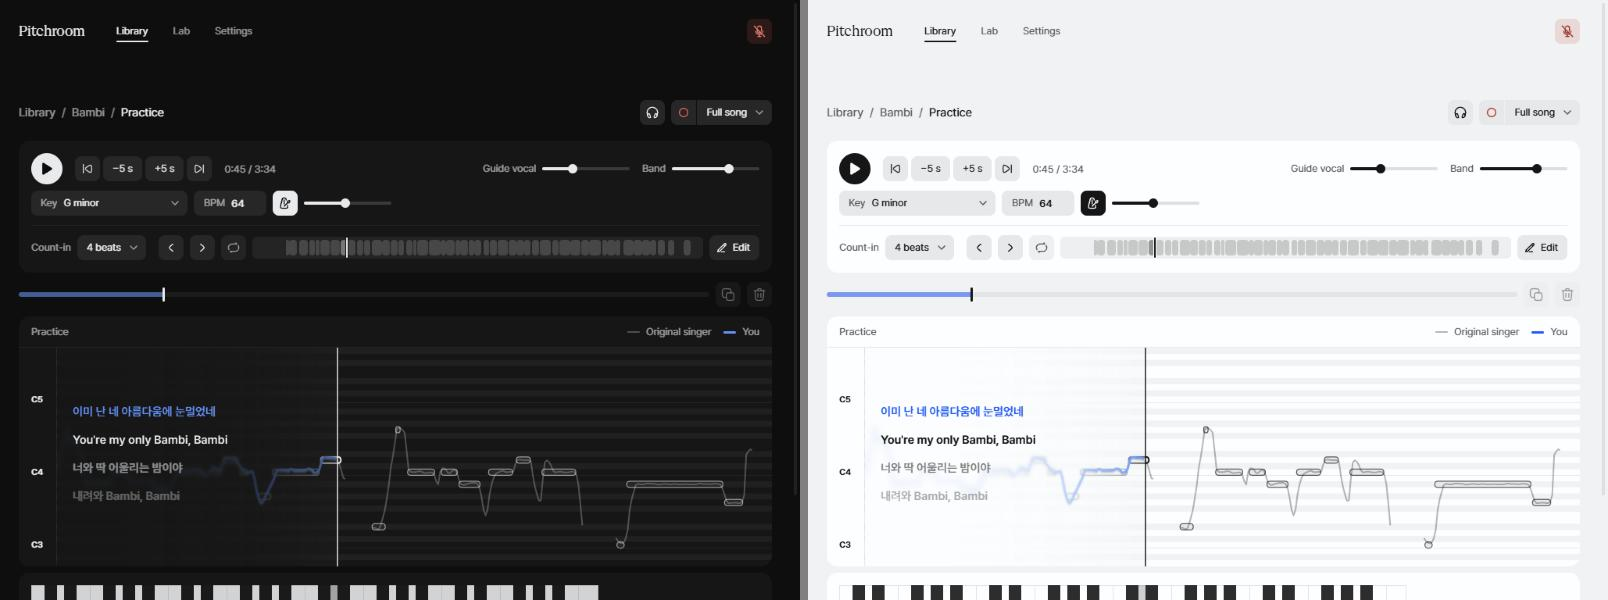 Pitchroom Library Lab Settings
Library / Bambi / Practice Full song
−5 s +5 s 0:45 / 3:34 Guide vocal Band
Key G minor BPM 64
Count-in 4 beats Edit
Practice Original singer You
C5
이미 난 네 아름다움에 눈멀었네
You're my only Bambi, Bambi
너와 딱 어울리는 밤이야
C4
내려와 Bambi, Bambi
C3
Pitchroom Library Lab Settings
Library / Bambi / Practice Full song
−5 s +5 s 0:45 / 3:34 Guide vocal Band
Key G minor BPM 64
Count-in 4 beats Edit
Practice Original singer You
C5
이미 난 네 아름다움에 눈멀었네
You're my only Bambi, Bambi
너와 딱 어울리는 밤이야
C4
내려와 Bambi, Bambi
C3